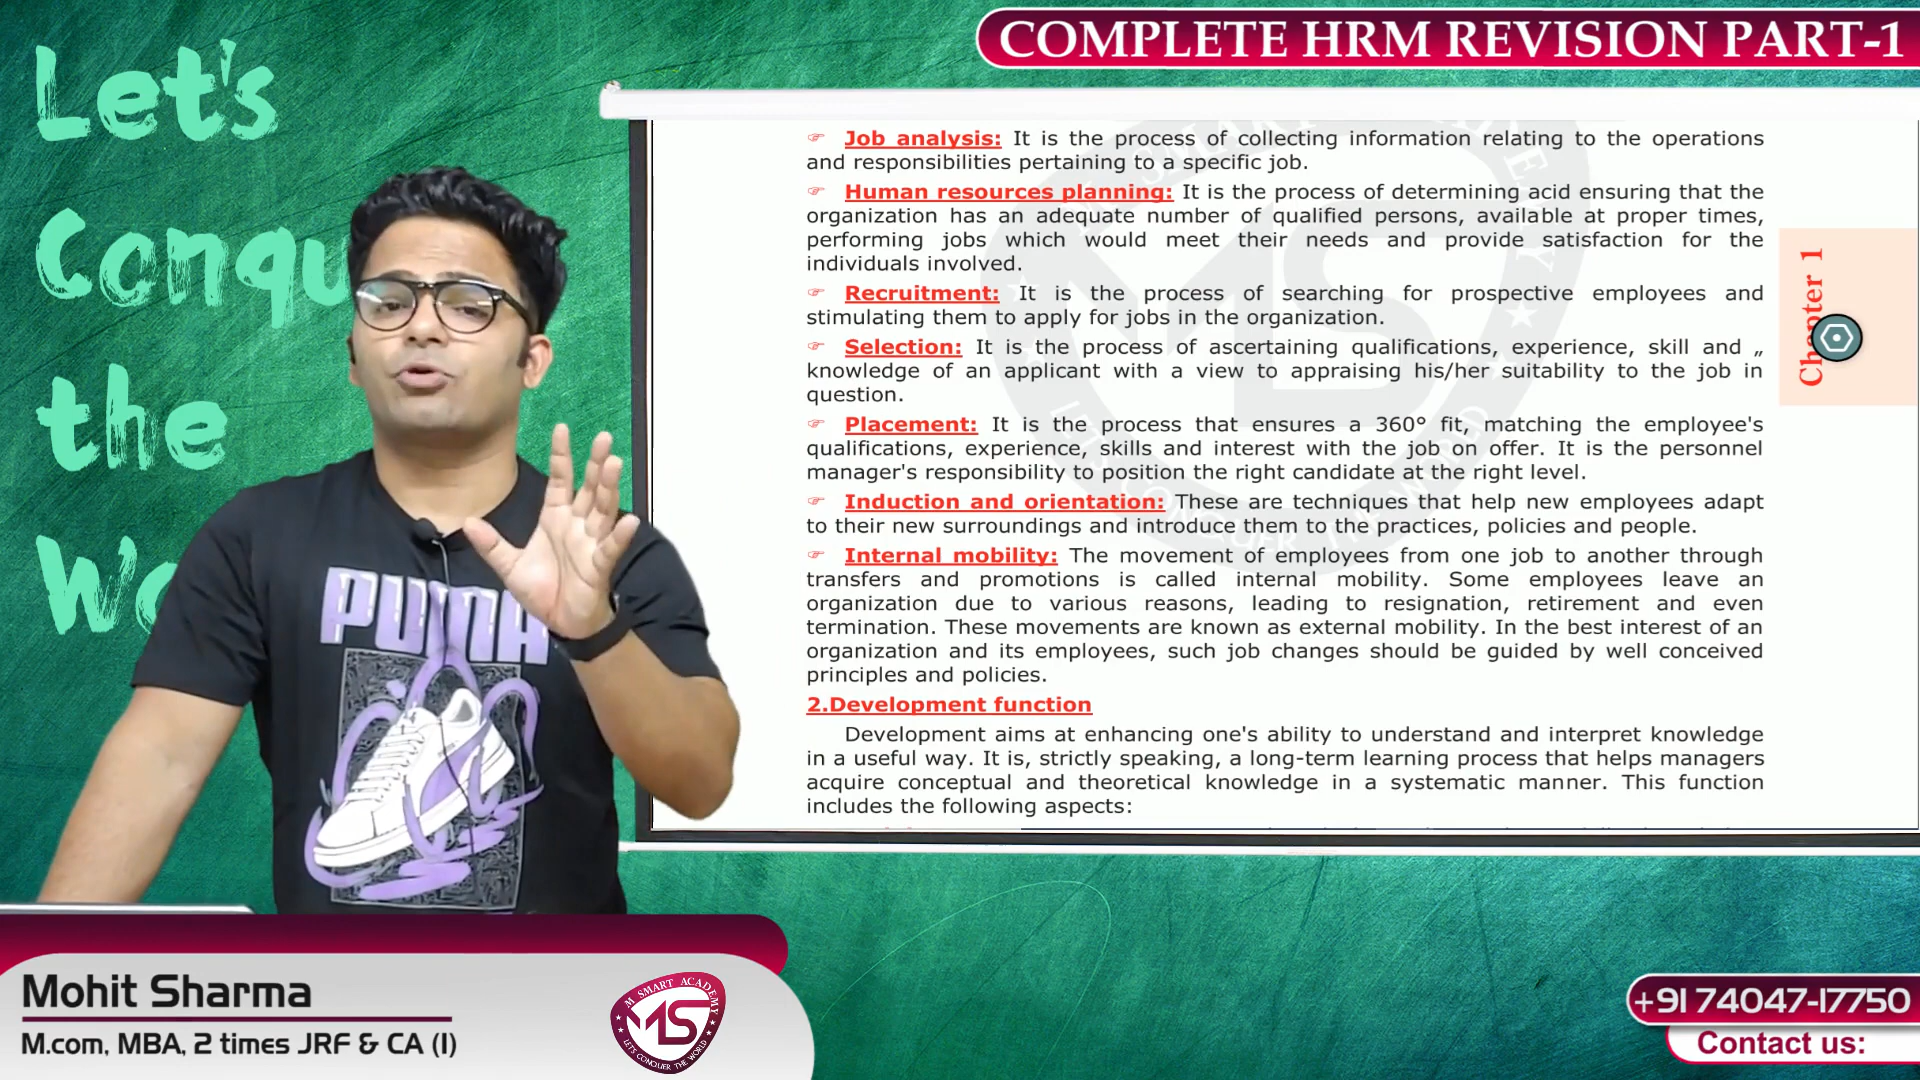 COMPLETE HRM REVISION PART-1
Let's
Conqu
the
Wo
☞ Job analysis: It is the process of collecting information relating to the operations
and responsibilities pertaining to a specific job.
☞ Human resources planning: It is the process of determining acid ensuring that the
organization has an adequate number of qualified persons, available at proper times,
performing jobs which would meet their needs and provide satisfaction for the
individuals involved.
☞ Recruitment: It is the process of searching for prospective employees and
stimulating them to apply for jobs in the organization.
☞ Selection: It is the process of ascertaining qualifications, experience, skill and „
knowledge of an applicant with a view to appraising his/her suitability to the job in
question.
☞ Placement: It is the process that ensures a 360° fit, matching the employee's
qualifications, experience, skills and interest with the job on offer. It is the personnel
manager's responsibility to position the right candidate at the right level.
☞ Induction and orientation: These are techniques that help new employees adapt
to their new surroundings and introduce them to the practices, policies and people.
☞ Internal mobility: The movement of employees from one job to another through
transfers and promotions is called internal mobility. Some employees leave an
organization due to various reasons, leading to resignation, retirement and even
termination. These movements are known as external mobility. In the best interest of an
organization and its employees, such job changes should be guided by well conceived
principles and policies.
2.Development function
Development aims at enhancing one's ability to understand and interpret knowledge
in a useful way. It is, strictly speaking, a long-term learning process that helps managers
acquire conceptual and theoretical knowledge in a systematic manner. This function
includes the following aspects:
Chapter 1
PUMA
Mohit Sharma
M.com, MBA, 2 times JRF & CA (I)
M SMART ACADEMY
MS
LETS CONQUER THE WORLD
+91 74047-17750
Contact us: